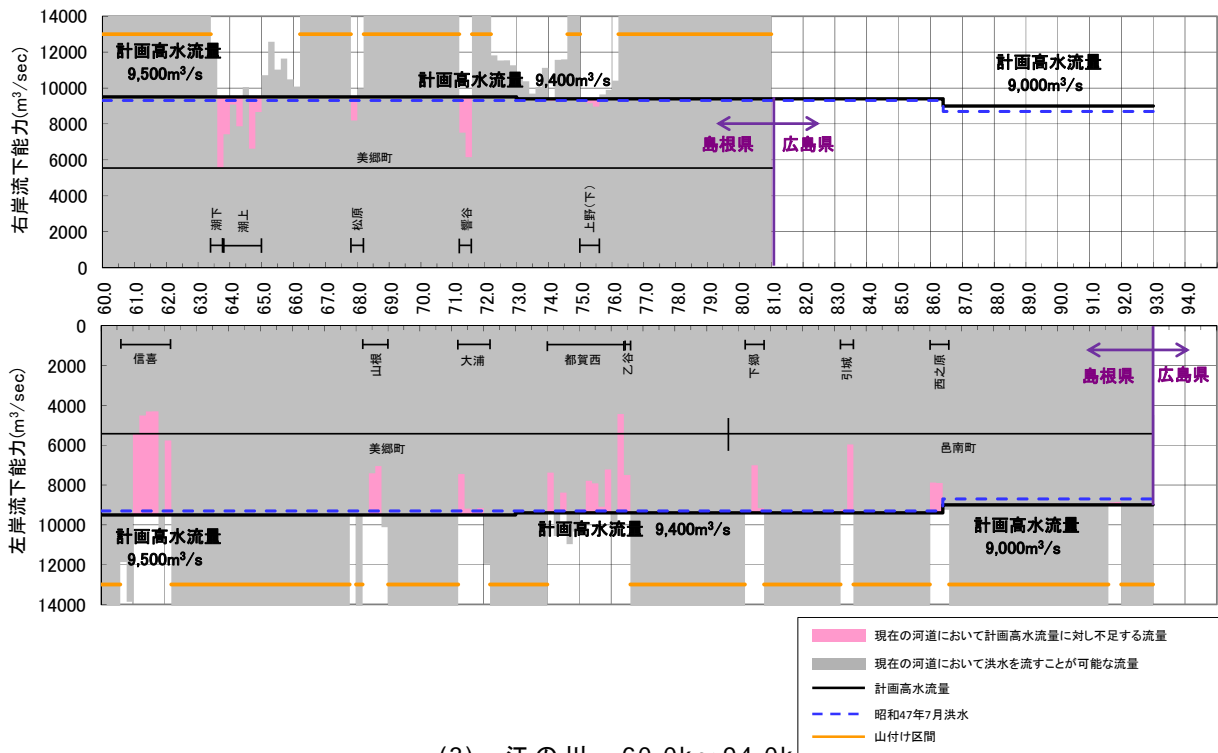 14000
12000
10000
8000
6000
4000
2000
0
右岸流下能力(m³/sec)
計画高水流量
9,500m³/s
計画高水流量 9,400m³/s
計画高水流量
9,000m³/s
島根県 広島県
美郷町
潮下
潮上
松原
響谷
上野(下)
60.0 61.0 62.0 63.0 64.0 65.0 66.0 67.0 68.0 69.0 70.0 71.0 72.0 73.0 74.0 75.0 76.0 77.0 78.0 79.0 80.0 81.0 82.0 83.0 84.0 85.0 86.0 87.0 88.0 89.0 90.0 91.0 92.0 93.0 94.0
0
2000
4000
6000
8000
10000
12000
14000
左岸流下能力(m³/sec)
信喜
山根
大浦
都賀西
乙谷
下郷
引城
西之原
島根県 広島県
美郷町
邑南町
計画高水流量
9,500m³/s
計画高水流量 9,400m³/s
計画高水流量
9,000m³/s
現在の河道において計画高水流量に対し不足する流量
現在の河道において洪水を流すことが可能な流量
計画高水流量
昭和47年7月洪水
山付け区間